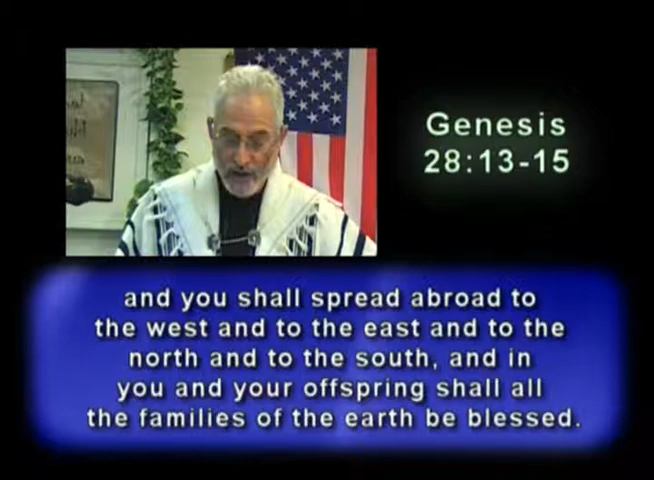 Genesis
28:13-15
and you shall spread abroad to
the west and to the east and to the
north and to the south, and in
you and your offspring shall all
the families of the earth be blessed.